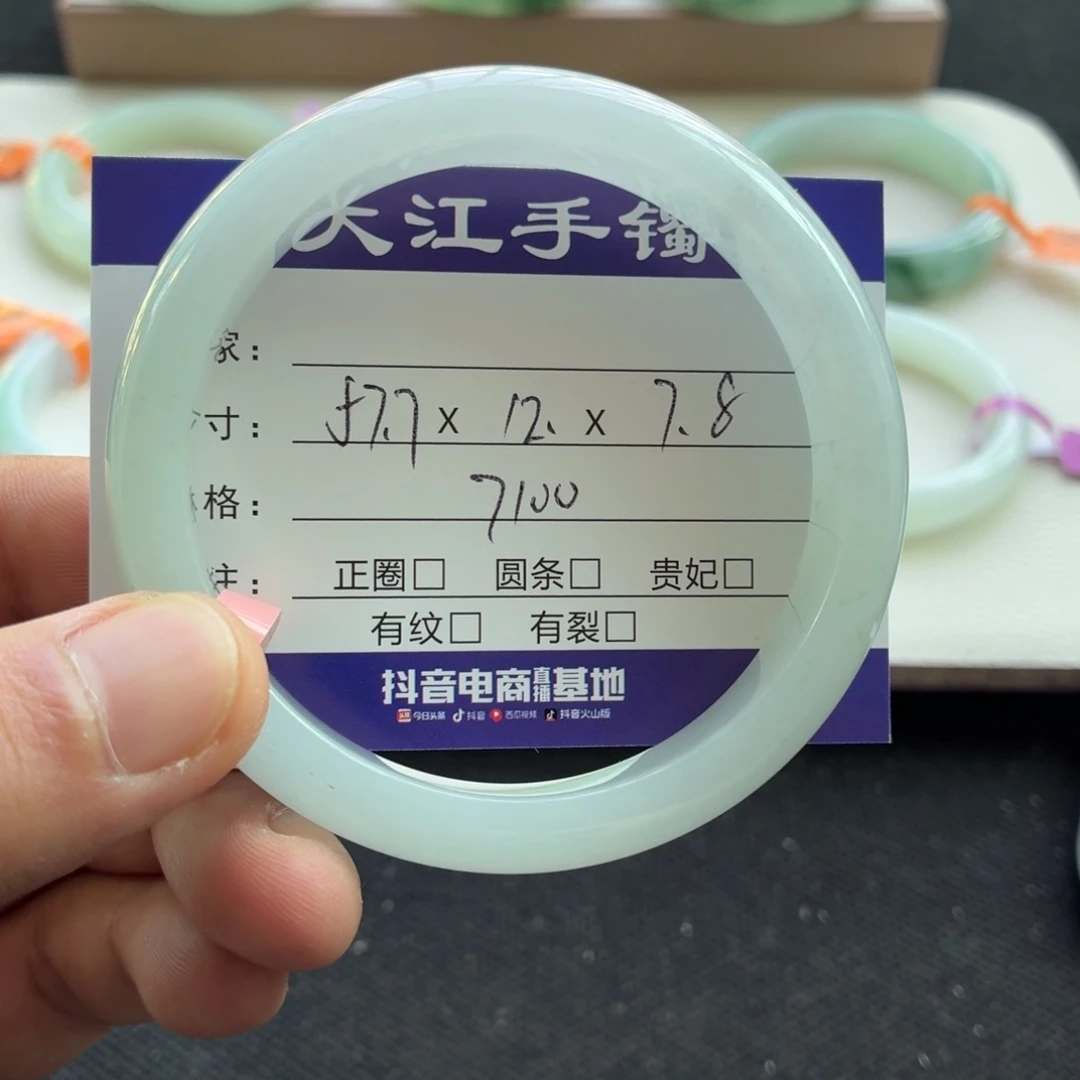 大江手镯
家:
寸: 57.7 x 12. x 7.8
格: 7100
注: 正圈□ 圆条□ 贵妃□
有纹□ 有裂□
抖音电商直播基地
今日头条 抖音 西瓜视频 抖音火山版